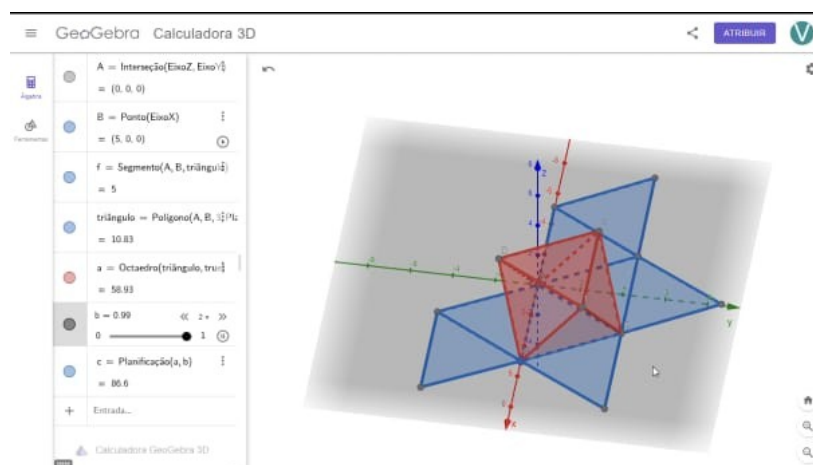 GeoGebra Calculadora 3D
ATRIBUIR
V
A = Interseção(EixoZ, EixoY
= (0, 0, 0)
Álgebra
B = Ponto(EixoX)
= (5, 0, 0)
Ferramentas
f = Segmento(A, B, triângulo)
= 5
triângulo = Polígono(A, B, 3,
= 10.83
a = Octaedro(triângulo, true)
= 58.93
b = 0.99
0
1
c = Planificação(a, b)
= 86.6
+ Entrada...
Calculadora GeoGebra 3D
z
y
x